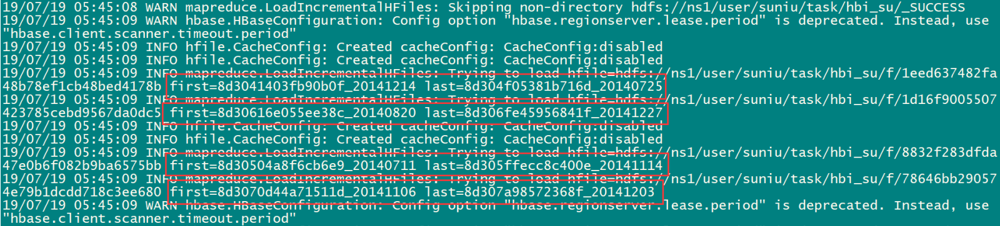 19/07/19 05:45:08 WARN mapreduce.LoadIncrementalHFiles: Skipping non-directory hdfs://ns1/user/suniu/task/hbi_su/_SUCCESS
19/07/19 05:45:09 WARN hbase.HBaseConfiguration: Config option "hbase.regionserver.lease.period" is deprecated. Instead, use
"hbase.client.scanner.timeout.period"
19/07/19 05:45:09 INFO hfile.CacheConfig: Created cacheConfig: CacheConfig:disabled
19/07/19 05:45:09 INFO hfile.CacheConfig: Created cacheConfig: CacheConfig:disabled
19/07/19 05:45:09 INFO mapreduce.LoadIncrementalHFiles: Trying to load hfile=hdfs://ns1/user/suniu/task/hbi_su/f/1eed637482fa
48b78ef1cb48bed4178b first=8d3041403fb90b0f_20141214 last=8d304f05381b716d_20140725
19/07/19 05:45:09 INFO mapreduce.LoadIncrementalHFiles: Trying to load hfile=hdfs://ns1/user/suniu/task/hbi_su/f/1d16f9005507
423785cebd9567da0dc5 first=8d30616e055ee38c_20140820 last=8d306fe45956841f_20141227
19/07/19 05:45:09 INFO hfile.CacheConfig: Created cacheConfig: CacheConfig:disabled
19/07/19 05:45:09 INFO hfile.CacheConfig: Created cacheConfig: CacheConfig:disabled
19/07/19 05:45:09 INFO mapreduce.LoadIncrementalHFiles: Trying to load hfile=hdfs://ns1/user/suniu/task/hbi_su/f/8832f283dfda
47e0b6f082b9ba6575bb first=8d30504a8f6cb6e9_20140711 last=8d305ffecc8c400e_20141114
19/07/19 05:45:09 INFO mapreduce.LoadIncrementalHFiles: Trying to load hfile=hdfs://ns1/user/suniu/task/hbi_su/f/78646bb29057
4e79b1dcdd718c3ee680 first=8d3070d44a71511d_20141106 last=8d307a98572368f_20141203
19/07/19 05:45:09 WARN hbase.HBaseConfiguration: Config option "hbase.regionserver.lease.period" is deprecated. Instead, use
"hbase.client.scanner.timeout.period"